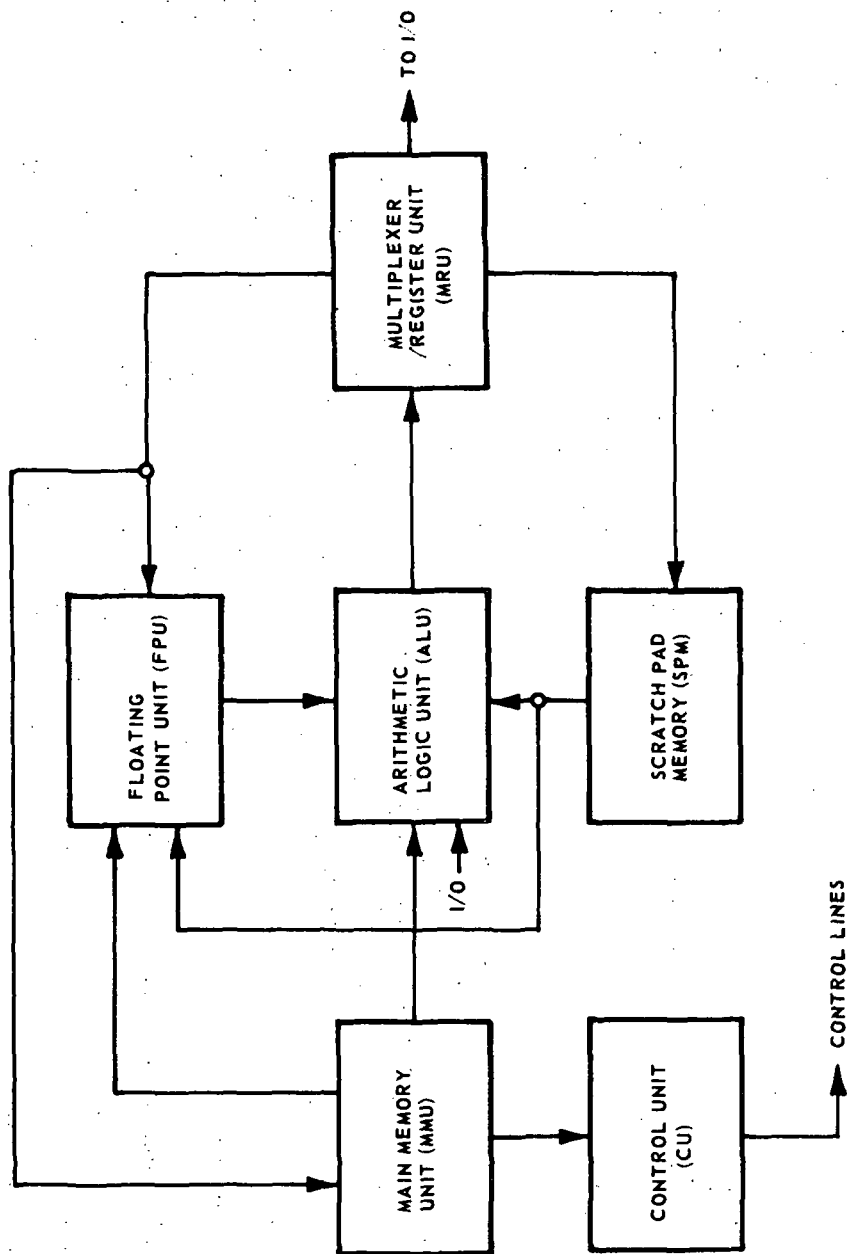 FLOATING
POINT UNIT (FPU)
MAIN MEMORY
UNIT (MMU)
ARITHMETIC
LOGIC UNIT (ALU)
I/O
MULTIPLEXER
/REGISTER UNIT
(MRU)
TO I/O
CONTROL UNIT
(CU)
SCRATCH PAD
MEMORY (SPM)
CONTROL LINES